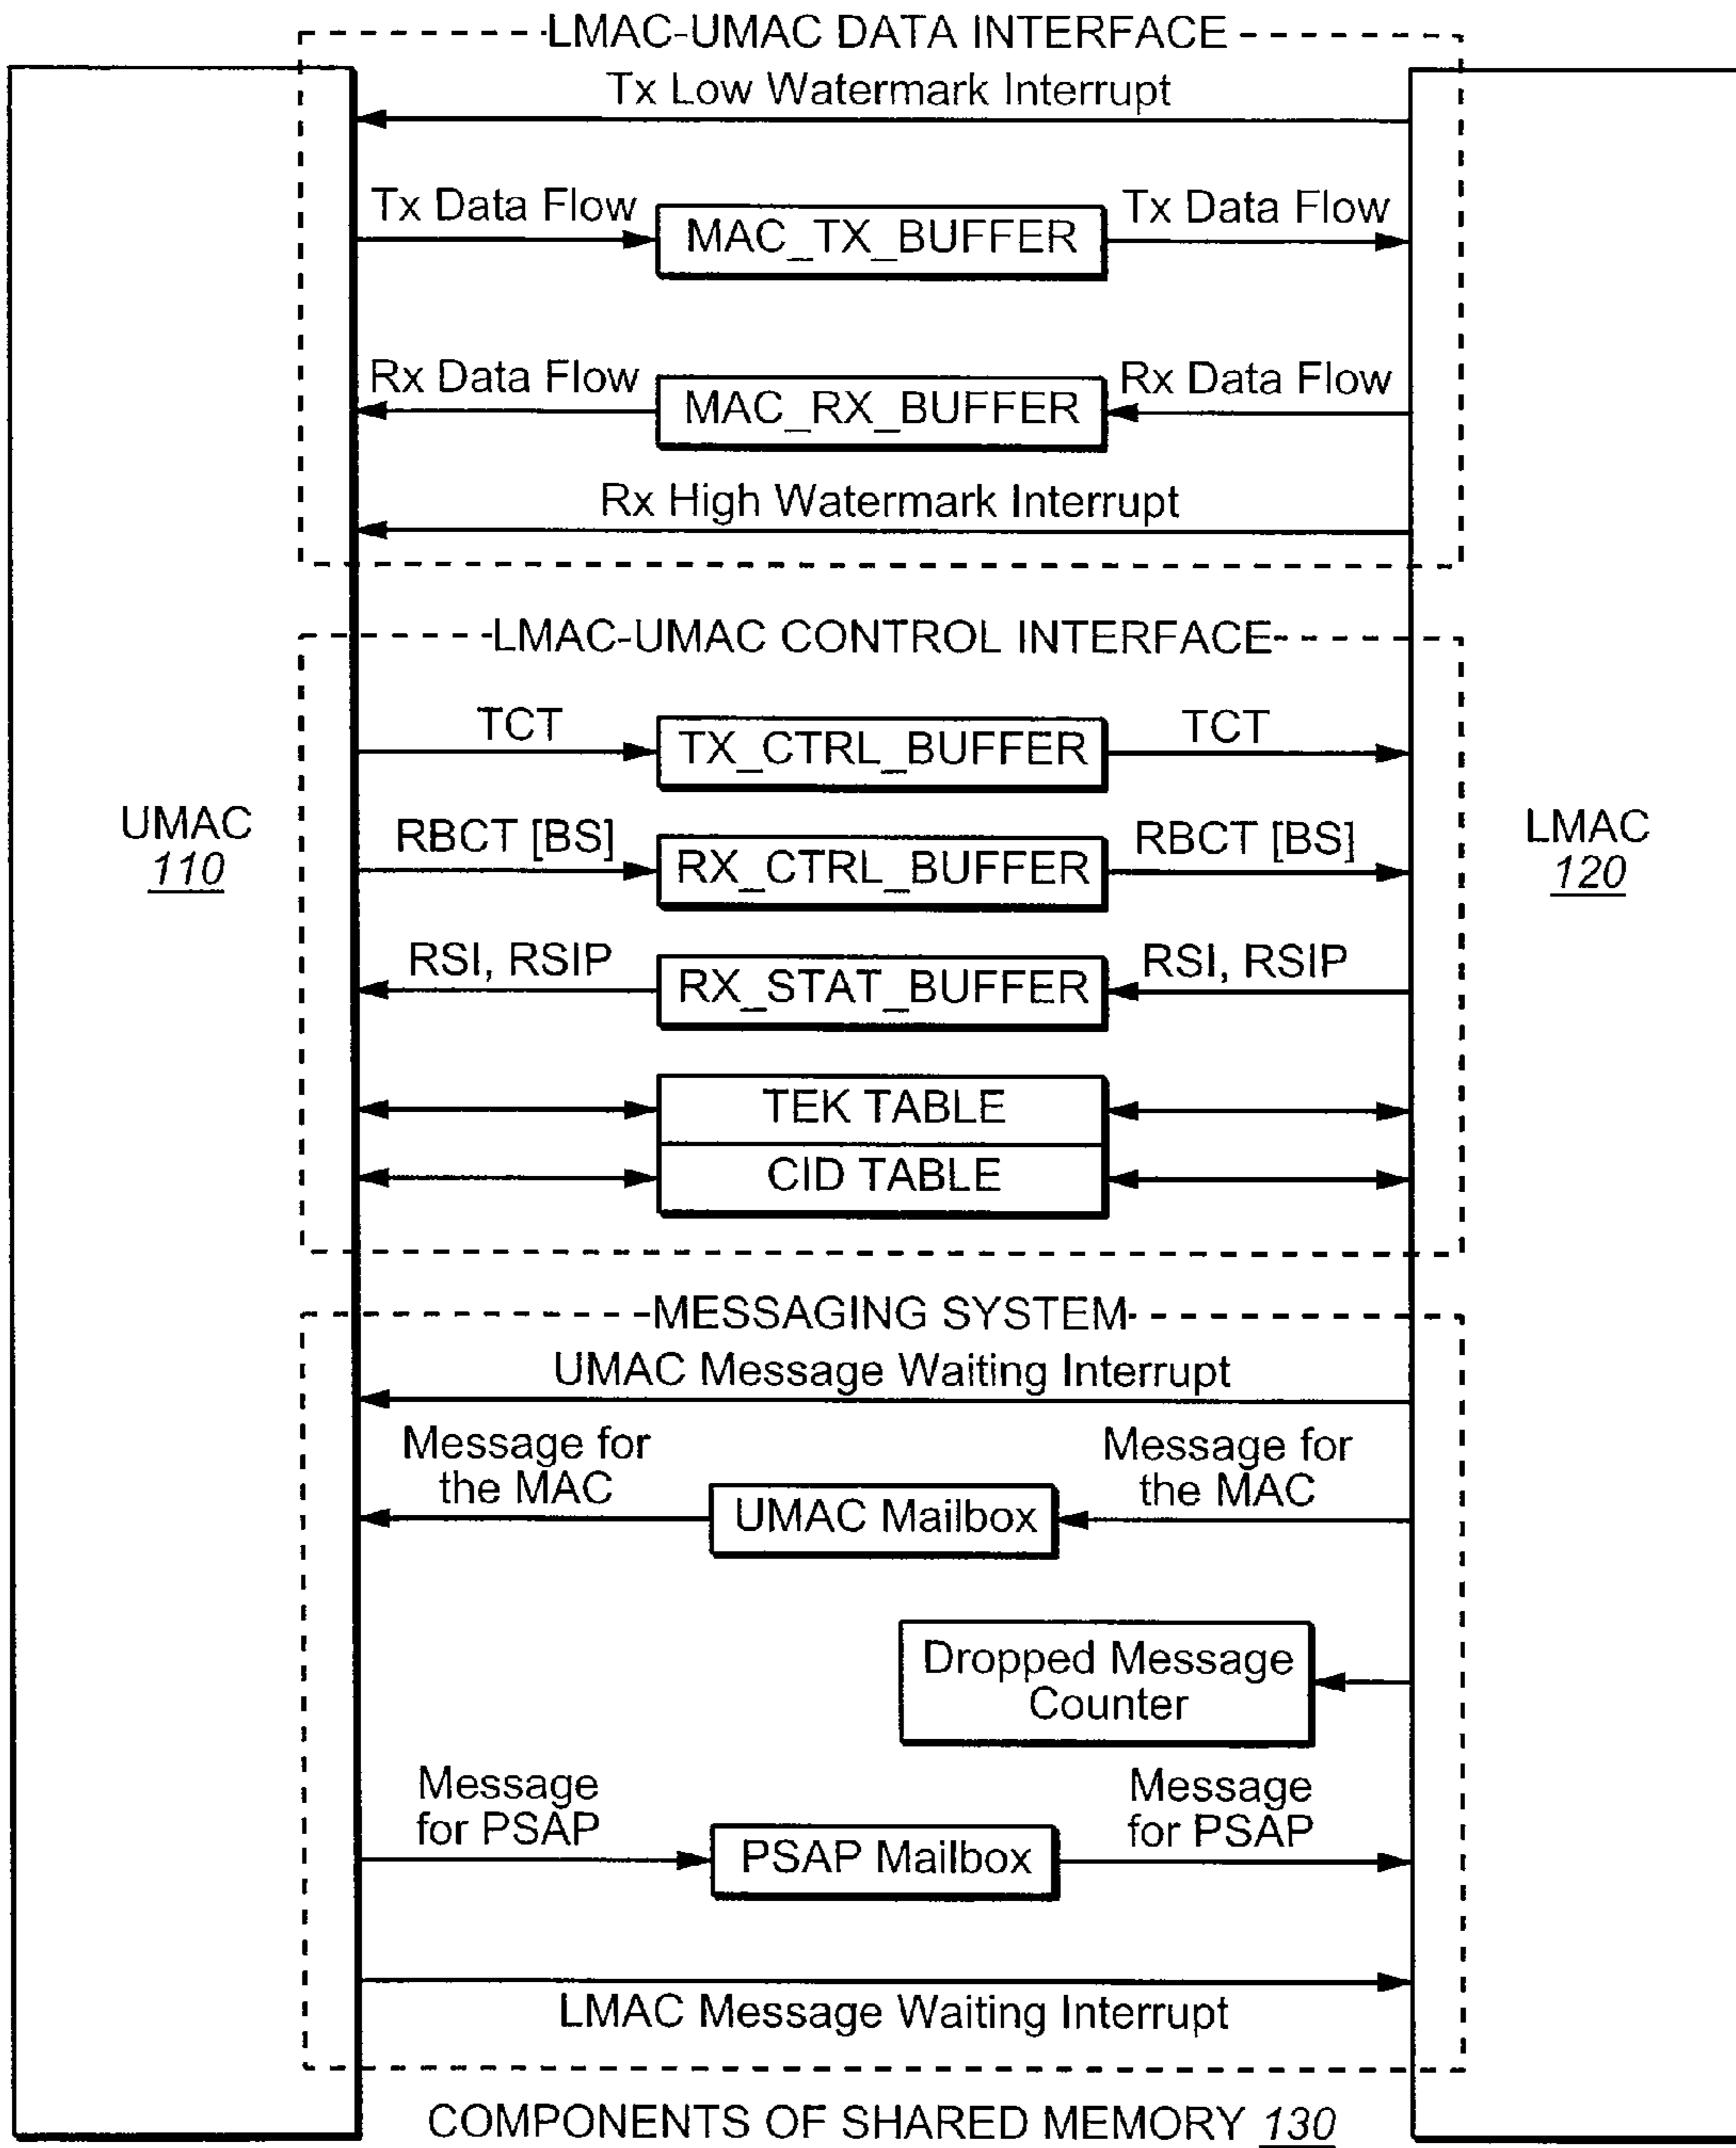 LMAC-UMAC DATA INTERFACE
Tx Low Watermark Interrupt
Tx Data Flow
MAC_TX_BUFFER
Tx Data Flow
Rx Data Flow
MAC_RX_BUFFER
Rx Data Flow
Rx High Watermark Interrupt
LMAC-UMAC CONTROL INTERFACE
TCT
TX_CTRL_BUFFER
TCT
UMAC
110
RBCT [BS]
RX_CTRL_BUFFER
RBCT [BS]
LMAC
120
RSI, RSIP
RX_STAT_BUFFER
RSI, RSIP
TEK TABLE
CID TABLE
MESSAGING SYSTEM
UMAC Message Waiting Interrupt
Message for
the MAC
UMAC Mailbox
Message for
the MAC
Dropped Message
Counter
Message
for PSAP
PSAP Mailbox
Message
for PSAP
LMAC Message Waiting Interrupt
COMPONENTS OF SHARED MEMORY 130